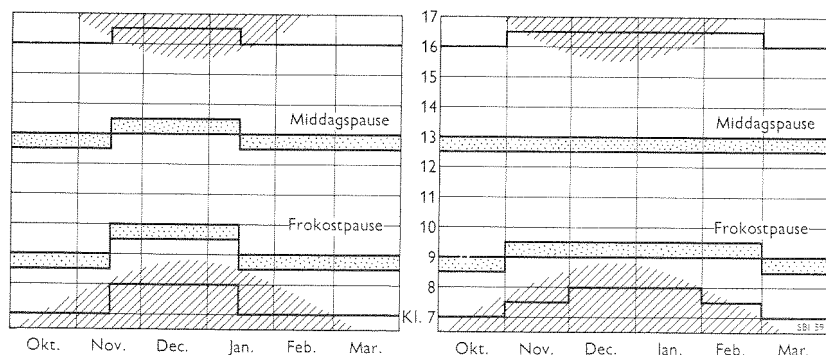 17
16
15
14
Middagspause
Middagspause
13
12
11
10
Frokostpause
Frokostpause
9
8
Kl. 7
SBI 59
Okt. Nov. Dec. Jan. Feb. Mar.
Okt. Nov. Dec. Jan. Feb. Mar.